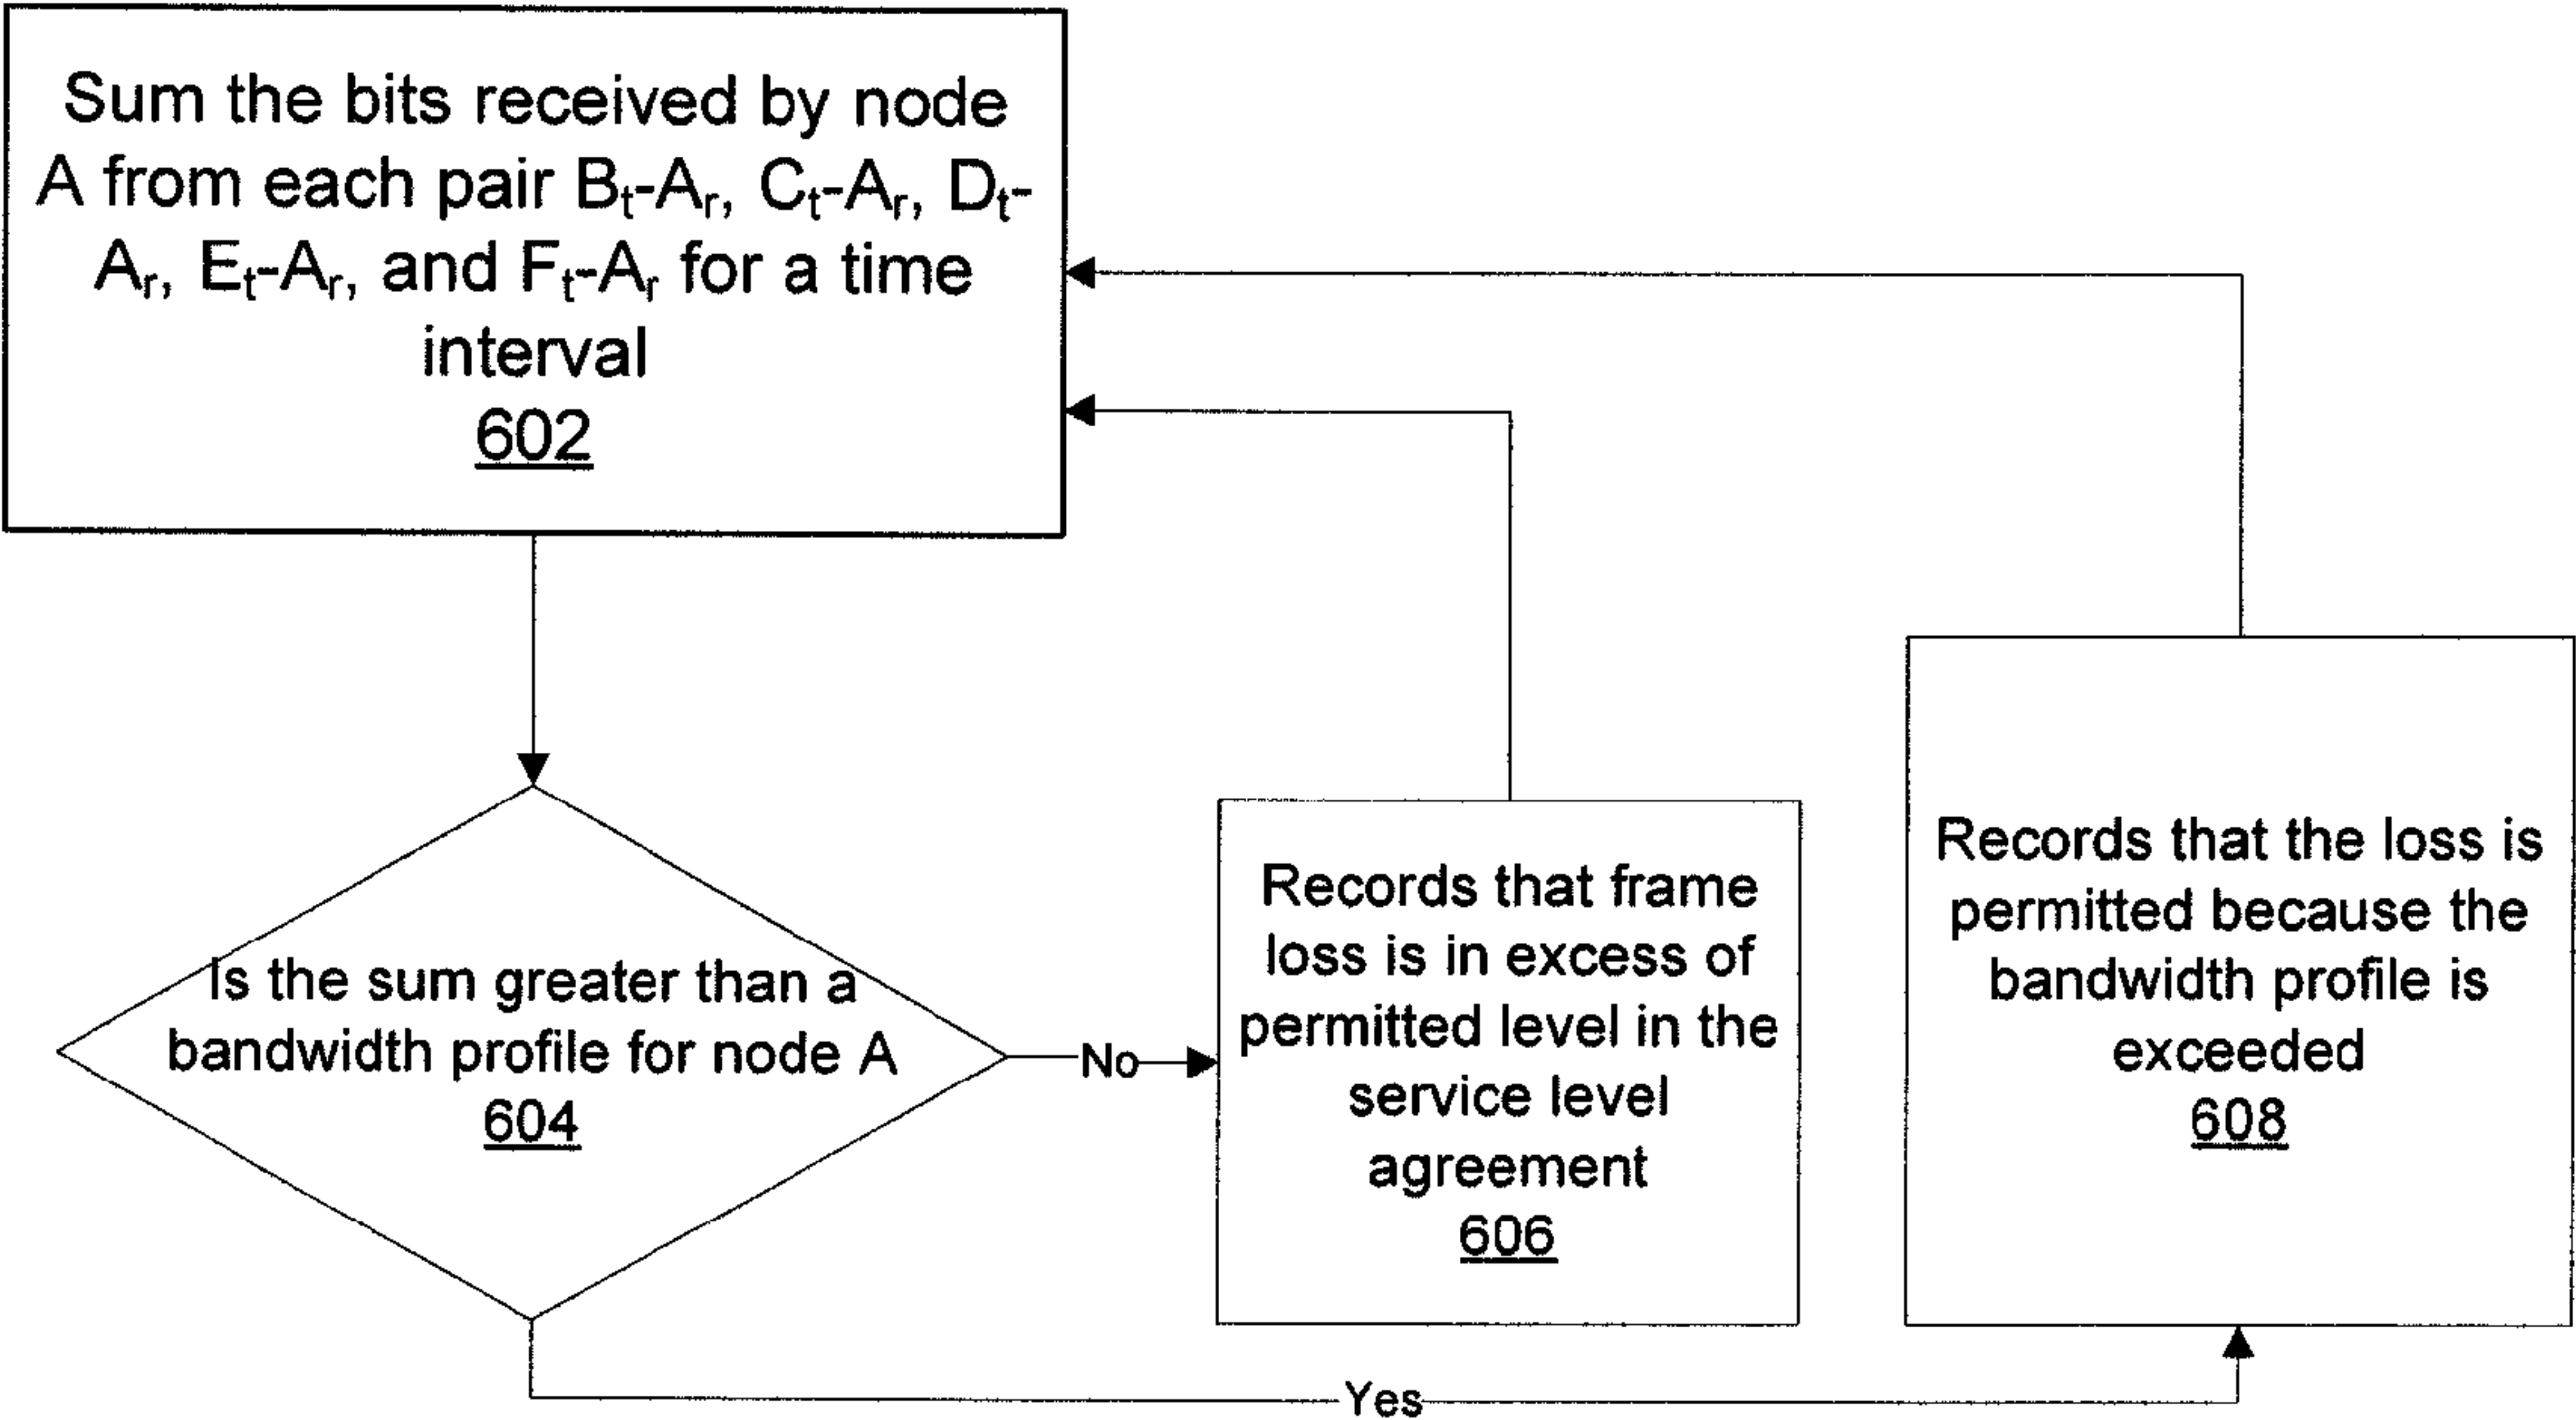 Sum the bits received by node
A from each pair Bt-Ar, Ct-Ar, Dt-
Ar, Et-Ar, and Ft-Ar for a time
interval
602
Is the sum greater than a
bandwidth profile for node A
604
No
Records that frame
loss is in excess of
permitted level in the
service level
agreement
606
Records that the loss is
permitted because the
bandwidth profile is
exceeded
608
Yes